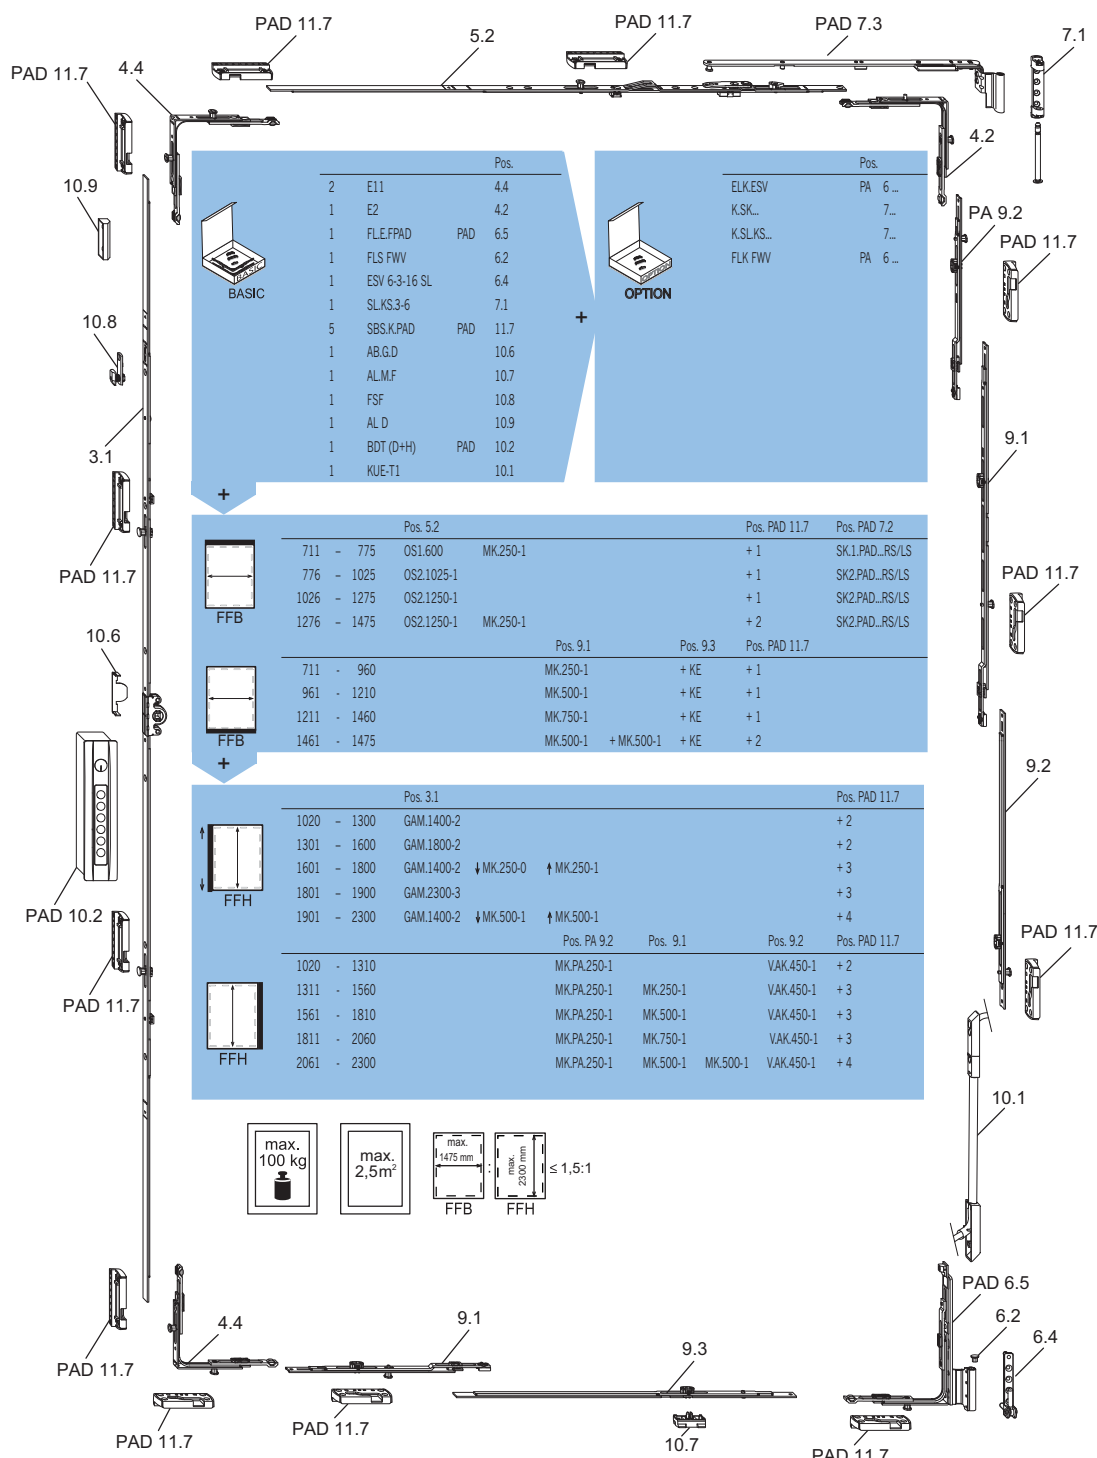 PAD 11.7
5.2
PAD 11.7
PAD 7.3
7.1
PAD 11.7
4.4
4.2
10.9
PA 9.2
PAD 11.7
10.8
3.1
9.1
PAD 11.7
PAD 11.7
10.6
9.2
PAD 10.2
PAD 11.7
PAD 11.7
10.1
Pos.
2 E11 4.4
1 E2 4.2
1 FL.E.FPAD PAD 6.5
1 FLS FWV 6.2
1 ESV 6-3-16 SL 6.4
1 SL.KS.3-6 7.1
5 SBS.K.PAD PAD 11.7
1 AB.G.D 10.6
1 AL.M.F 10.7
1 FSF 10.8
1 AL D 10.9
1 BDT (D+H) PAD 10.2
1 KUE-T1 10.1
BASIC
BASIC
+
Pos.
ELK.ESV PA 6 ...
K.SK... 7...
K.SL.KS... 7...
FLK FWV PA 6 ...
OPTION
OPTION
+
Pos. 5.2 Pos. PAD 11.7 Pos. PAD 7.2
711 – 775 OS1.600 MK.250-1 + 1 SK.1.PAD...RS/LS
776 – 1025 OS2.1025-1 + 1 SK2.PAD...RS/LS
1026 – 1275 OS2.1250-1 + 1 SK2.PAD...RS/LS
1276 – 1475 OS2.1250-1 MK.250-1 + 2 SK2.PAD...RS/LS
FFB
Pos. 9.1 Pos. 9.3 Pos. PAD 11.7
711 - 960 MK.250-1 + KE + 1
961 - 1210 MK.500-1 + KE + 1
1211 - 1460 MK.750-1 + KE + 1
1461 - 1475 MK.500-1 + MK.500-1 + KE + 2
FFB
+
Pos. 3.1 Pos. PAD 11.7
1020 – 1300 GAM.1400-2 + 2
1301 – 1600 GAM.1800-2 + 2
1601 – 1800 GAM.1400-2 ↓MK.250-0 ↑MK.250-1 + 3
1801 – 1900 GAM.2300-3 + 3
1901 – 2300 GAM.1400-2 ↓MK.500-1 ↑MK.500-1 + 4
FFH
Pos. PA 9.2 Pos. 9.1 Pos. 9.2 Pos. PAD 11.7
1020 - 1310 MK.PA.250-1 V.AK.450-1 + 2
1311 - 1560 MK.PA.250-1 MK.250-1 V.AK.450-1 + 3
1561 - 1810 MK.PA.250-1 MK.500-1 V.AK.450-1 + 3
1811 - 2060 MK.PA.250-1 MK.750-1 V.AK.450-1 + 3
2061 - 2300 MK.PA.250-1 MK.500-1 MK.500-1 V.AK.450-1 + 4
FFH
max.
100 kg
max.
2,5m²
max.
1475 mm
FFB
:
max.
2300 mm
FFH
≤ 1,5:1
PAD 6.5
6.2
6.4
PAD 11.7
4.4
9.1
9.3
PAD 11.7
PAD 11.7
10.7
PAD 11.7